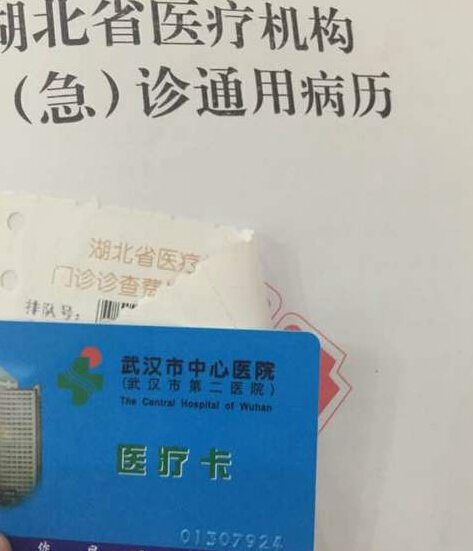 湖北省医疗机构
（急）诊通用病历
湖北省医疗
门诊诊查费
排队号:
武汉市中心医院
(武汉市第二医院)
The Central Hospital of Wuhan
医疗卡
01307924